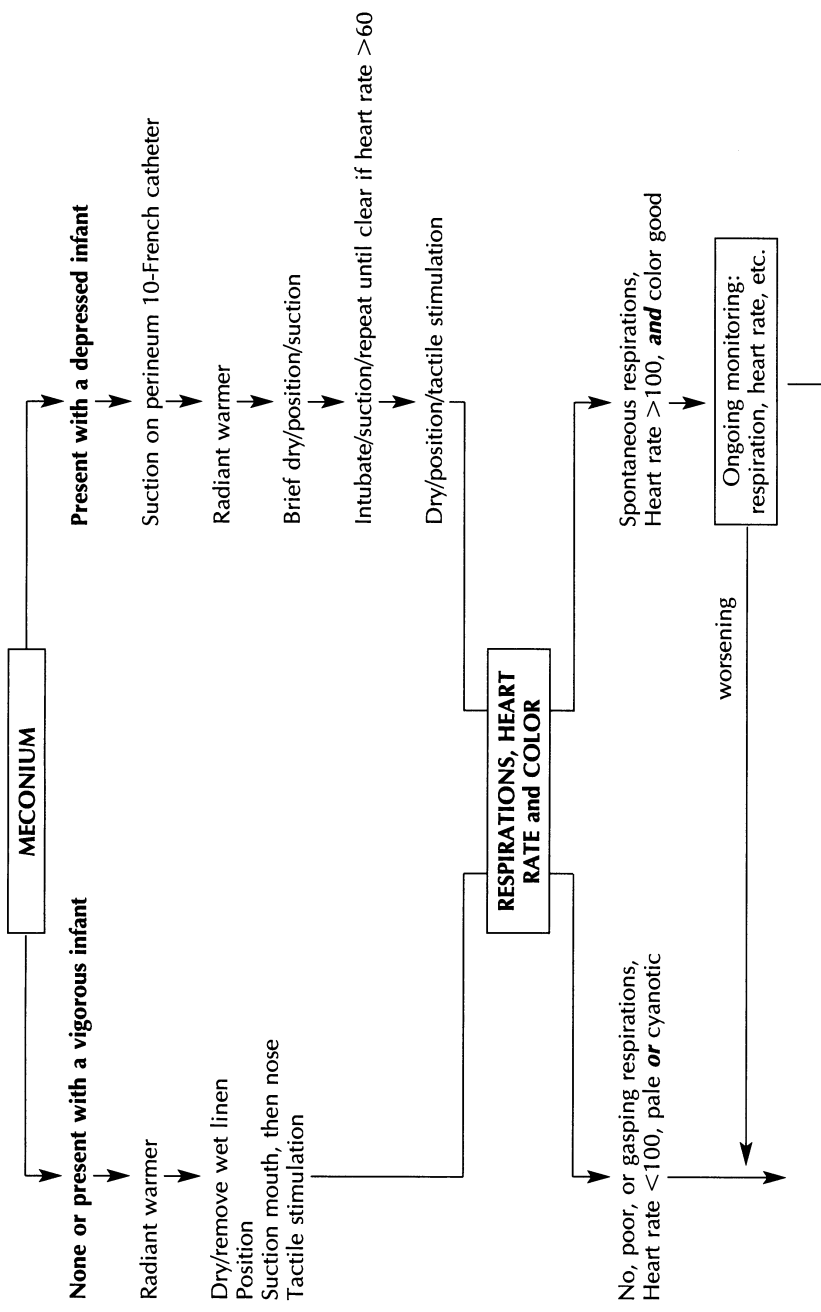 MECONIUM
None or present with a vigorous infant
Radiant warmer
Dry/remove wet linen
Position
Suction mouth, then nose
Tactile stimulation
Present with a depressed infant
Suction on perineum 10-French catheter
Radiant warmer
Brief dry/position/suction
Intubate/suction/repeat until clear if heart rate >60
Dry/position/tactile stimulation
RESPIRATIONS, HEART
RATE and COLOR
No, poor, or gasping respirations,
Heart rate <100, pale or cyanotic
Spontaneous respirations,
Heart rate >100, and color good
Ongoing monitoring:
respiration, heart rate, etc.
worsening